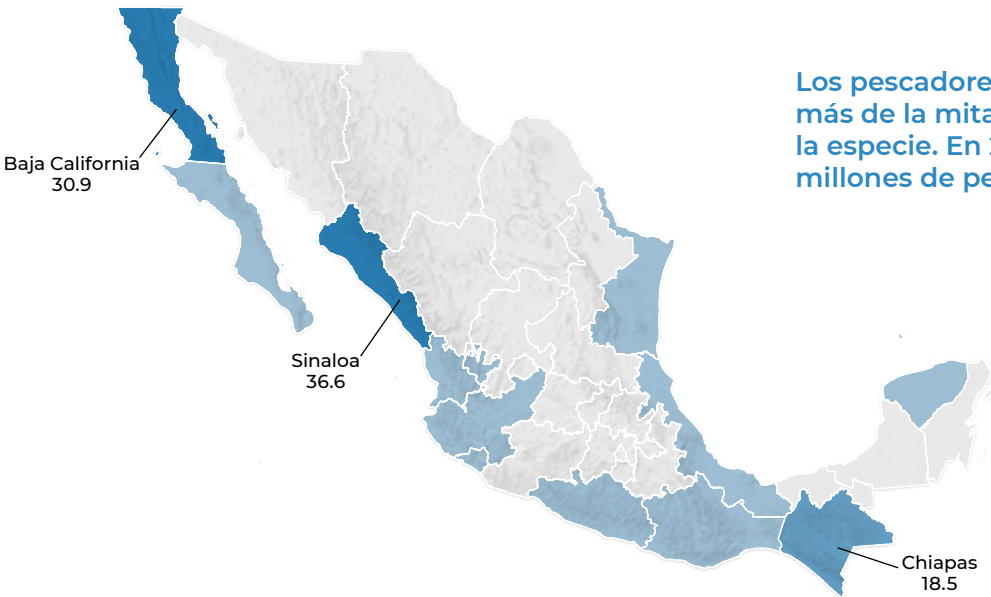 Los pescadores
más de la mita
la especie. En
millones de pe
Baja California
30.9
Sinaloa
36.6
Chiapas
18.5